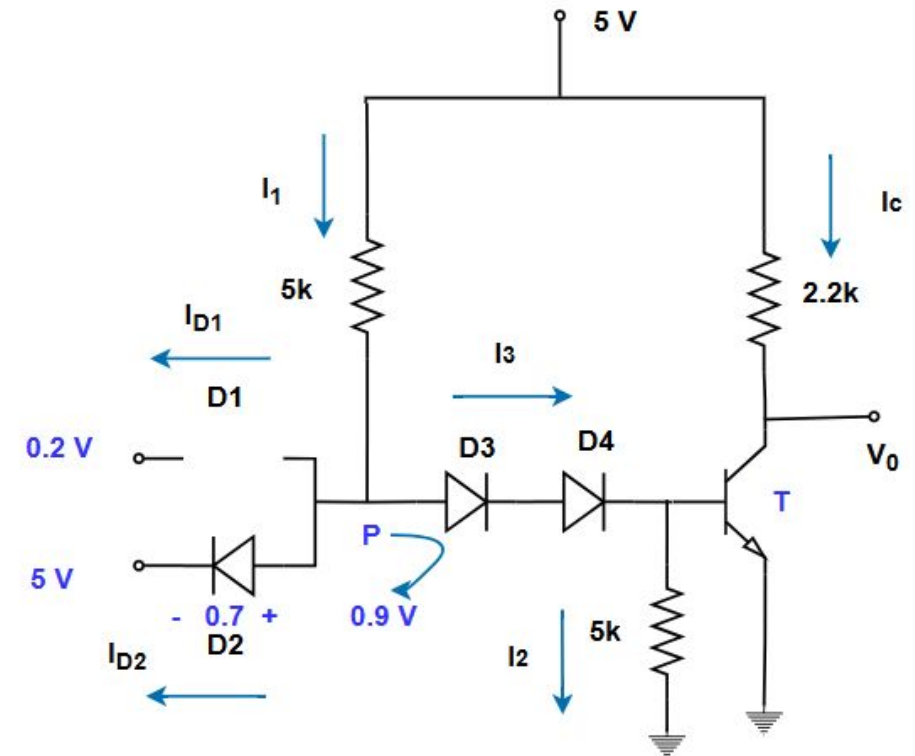 5 V
I1
Ic
5k
2.2k
ID1
I3
D1
D3 D4
0.2 V
V0
P
T
5 V
- 0.7 +
0.9 V
D2
5k
ID2
I2